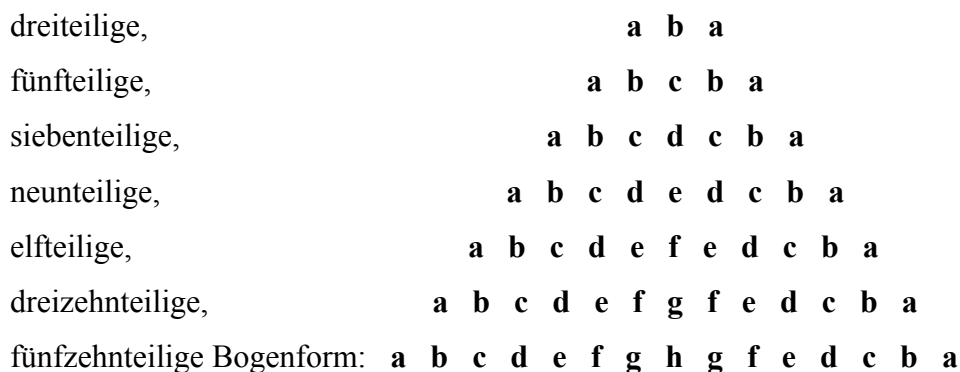 dreiteilige, a b a
fünfteilige, a b c b a
siebenteilige, a b c d c b a
neunteilige, a b c d e d c b a
elfteilige, a b c d e f e d c b a
dreizehnteilige, a b c d e f g f e d c b a
fünfzehnteilige Bogenform: a b c d e f g h g f e d c b a